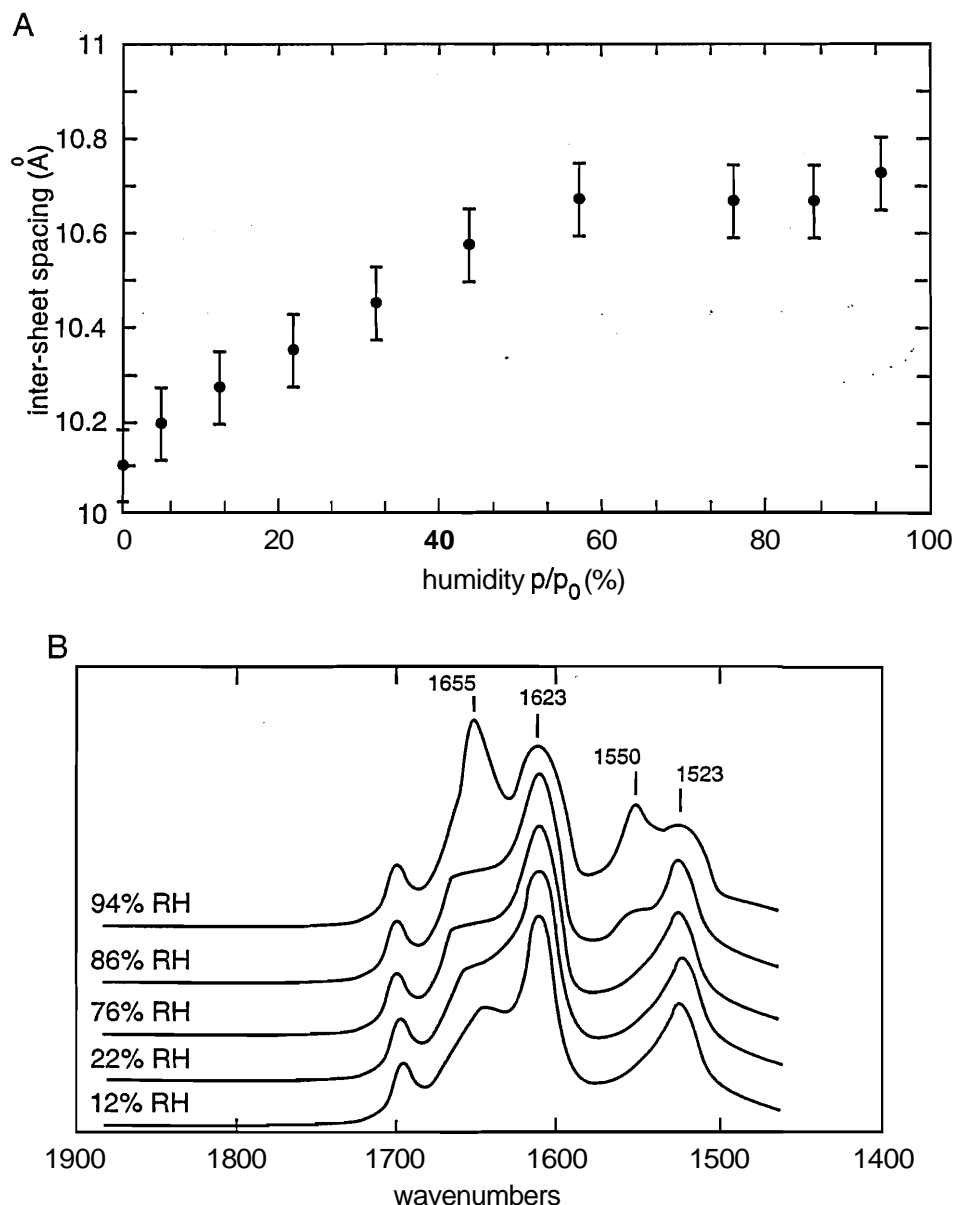 A
11
10.8
10.6
10.4
10.2
10
inter-sheet spacing (Å)
0 20 40 60 80 100
humidity p/p0 (%)
B
1655 1623
1550 1523
94% RH
86% RH
76% RH
22% RH
12% RH
1900 1800 1700 1600 1500 1400
wavenumbers